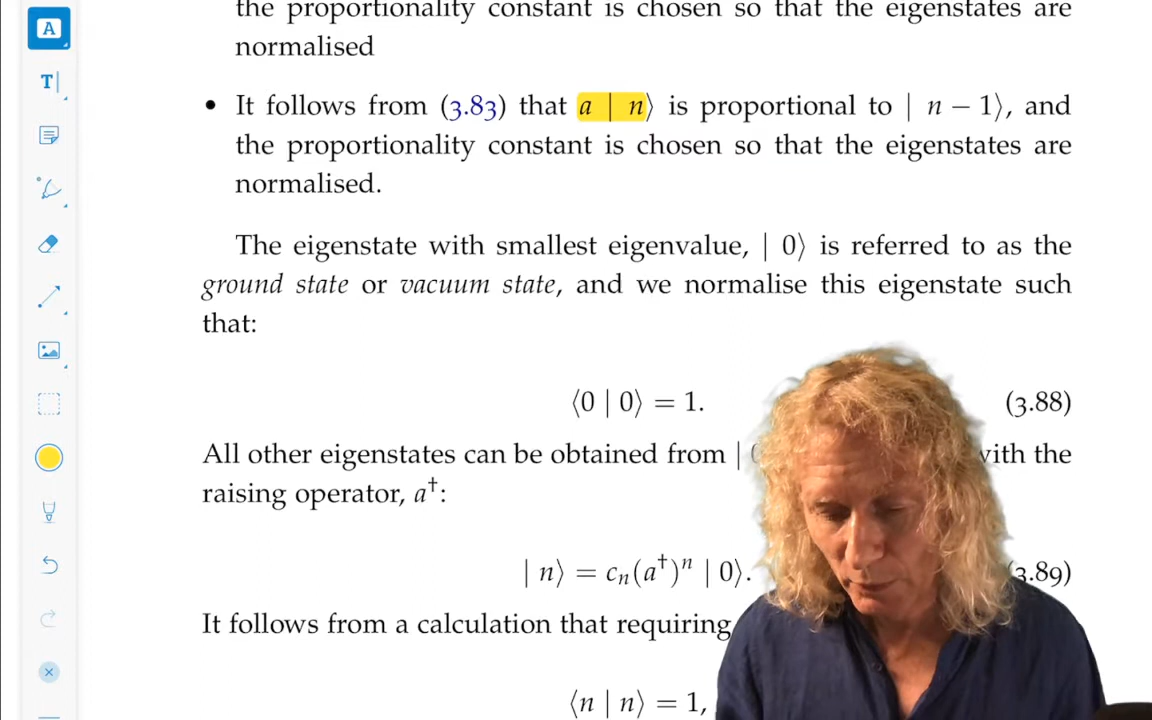 the proportionality constant is chosen so that the eigenstates are
normalised
• It follows from (3.83) that a | n⟩ is proportional to | n − 1⟩, and
the proportionality constant is chosen so that the eigenstates are
normalised.
The eigenstate with smallest eigenvalue, | 0⟩ is referred to as the
ground state or vacuum state, and we normalise this eigenstate such
that:
⟨0 | 0⟩ = 1. (3.88)
All other eigenstates can be obtained from | with the
raising operator, a†:
| n⟩ = cₙ(a†)ⁿ | 0⟩. (3.89)
It follows from a calculation that requiring
⟨n | n⟩ = 1,
A
T